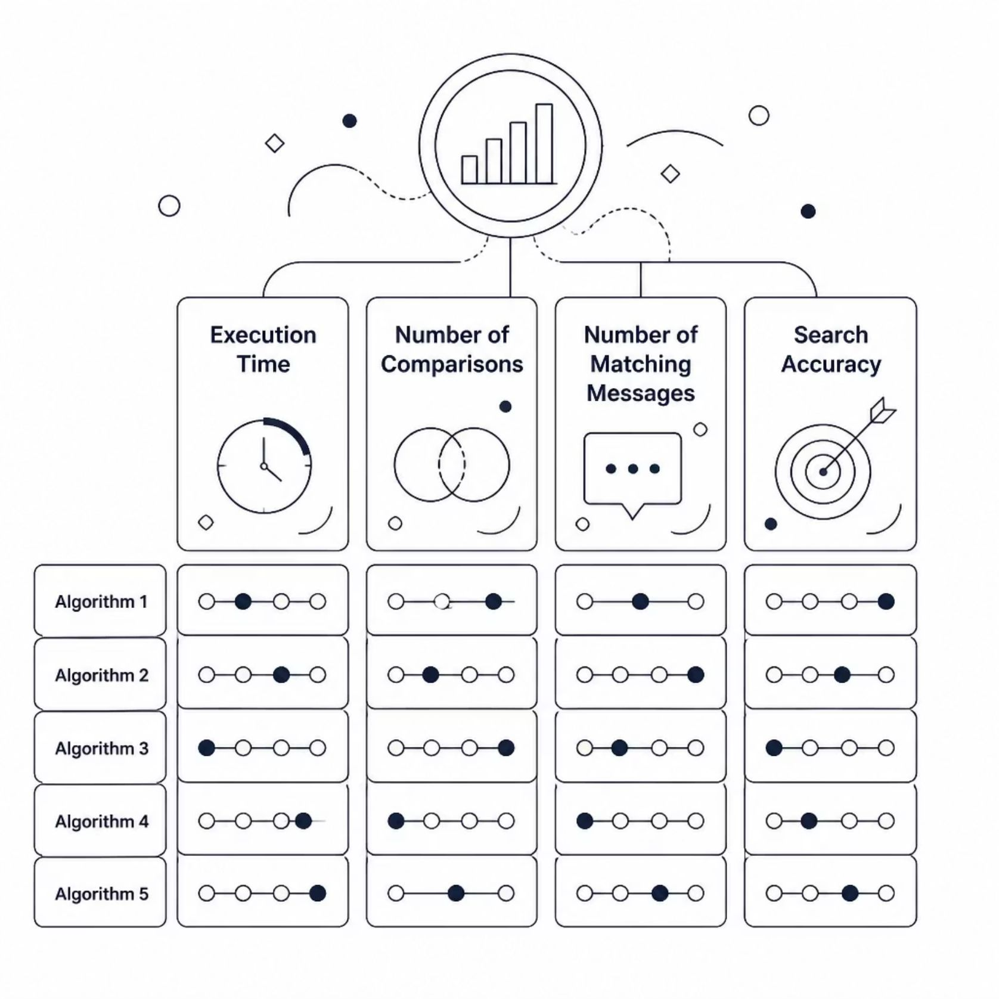 Execution
Time
Number of
Comparisons
Number of
Matching
Messages
Search
Accuracy
Algorithm 1
Algorithm 2
Algorithm 3
Algorithm 4
Algorithm 5